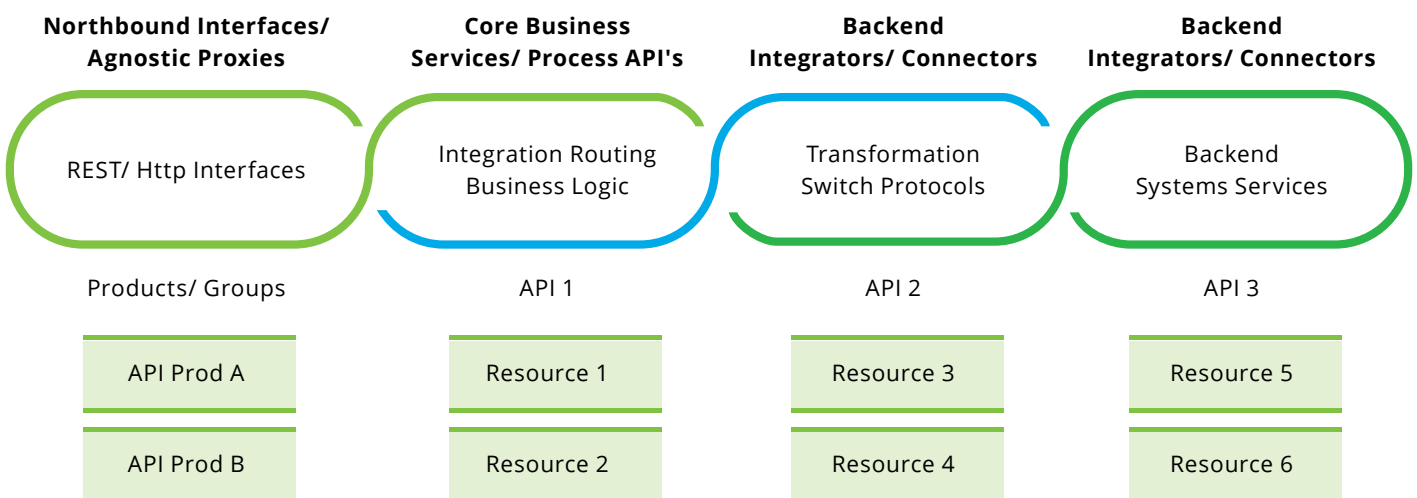 Northbound Interfaces/
Agnostic Proxies
Core Business
Services/ Process API's
Backend
Integrators/ Connectors
Backend
Integrators/ Connectors
REST/ Http Interfaces
Integration Routing
Business Logic
Transformation
Switch Protocols
Backend
Systems Services
Products/ Groups
API 1
API 2
API 3
API Prod A
Resource 1
Resource 3
Resource 5
API Prod B
Resource 2
Resource 4
Resource 6